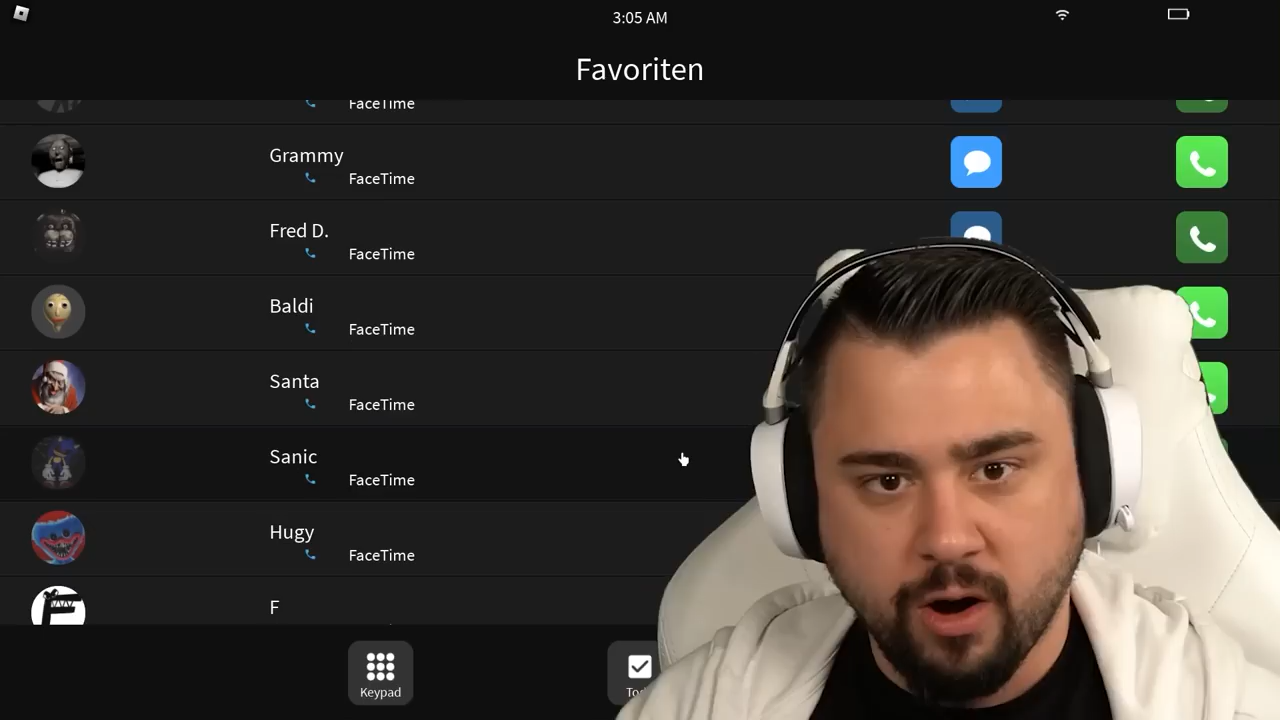 3:05 AM
Favoriten
FaceTime
Grammy
FaceTime
Fred D.
FaceTime
Baldi
FaceTime
Santa
FaceTime
Sanic
FaceTime
Hugy
FaceTime
F
Keypad